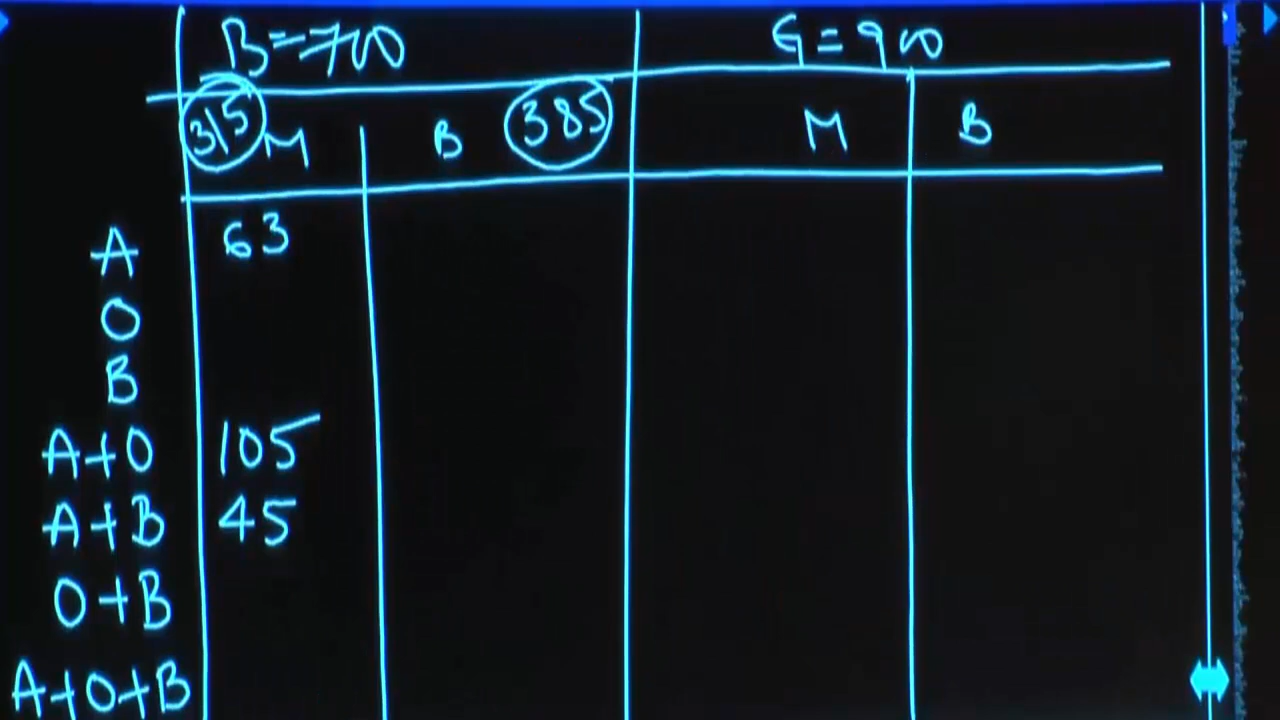 B=700 G=900
315 M B 385 M B
A 63
O
B
A+O 105
A+B 45
O+B
A+O+B